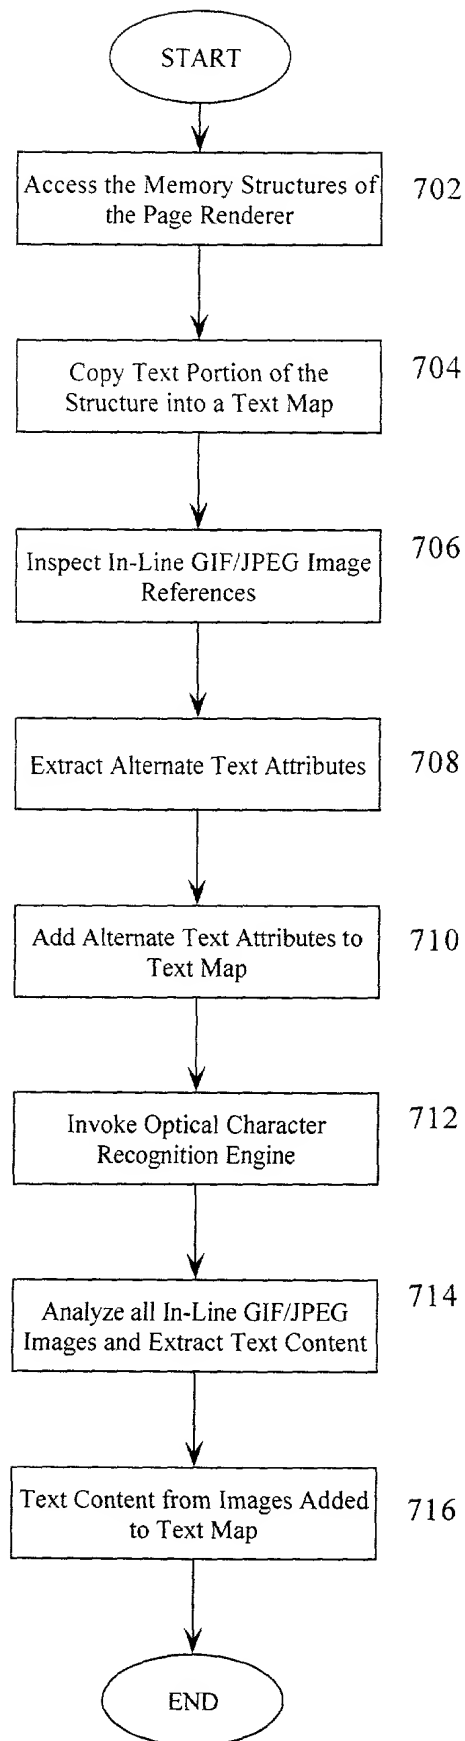 START
Access the Memory Structures of
the Page Renderer
702
Copy Text Portion of the
Structure into a Text Map
704
Inspect In-Line GIF/JPEG Image
References
706
Extract Alternate Text Attributes
708
Add Alternate Text Attributes to
Text Map
710
Invoke Optical Character
Recognition Engine
712
Analyze all In-Line GIF/JPEG
Images and Extract Text Content
714
Text Content from Images Added
to Text Map
716
END